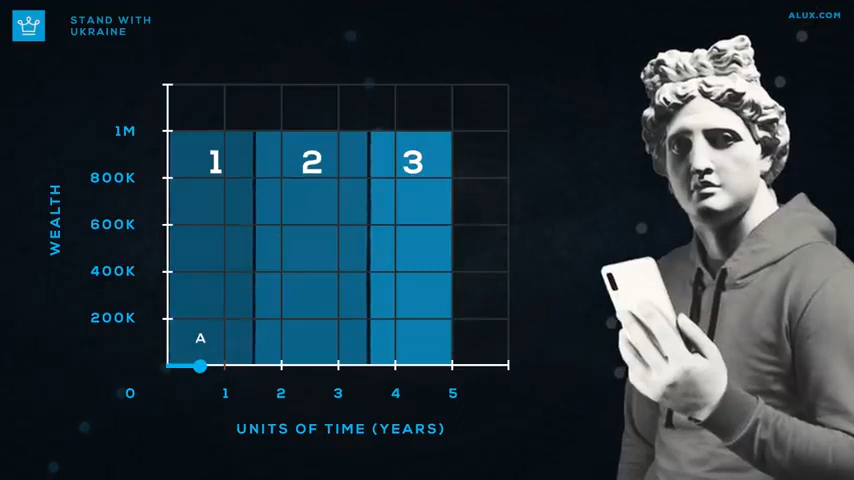 STAND WITH
UKRAINE
ALUX.COM
1M
800K
600K
400K
200K
0
WEALTH
1 2 3
A
1 2 3 4 5
UNITS OF TIME (YEARS)